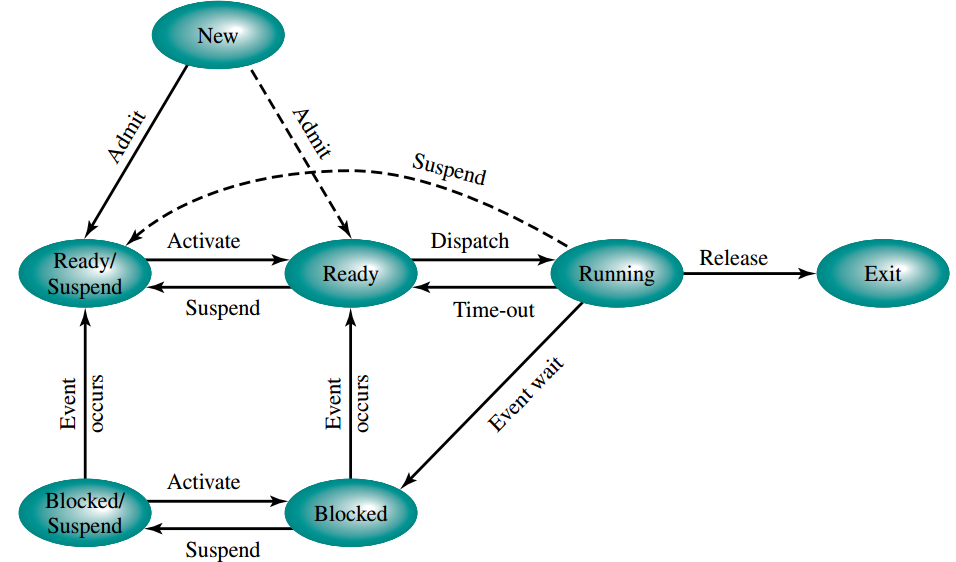 New
Admit
Admit
Suspend
Ready/
Suspend
Activate
Suspend
Ready
Dispatch
Time-out
Running
Release
Exit
Event
occurs
Event
occurs
Event wait
Blocked/
Suspend
Activate
Suspend
Blocked